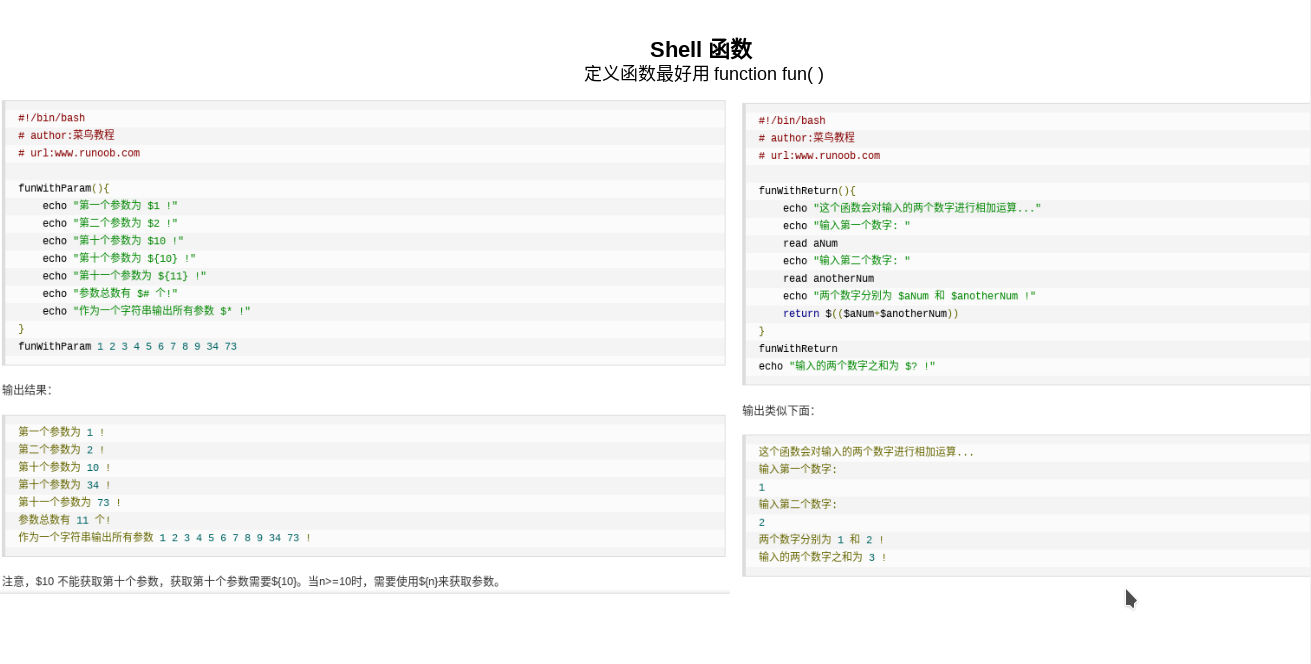 Shell 函数
定义函数最好用 function fun( )
#!/bin/bash
# author:菜鸟教程
# url:www.runoob.com
funWithParam(){
    echo "第一个参数为 $1 !"
    echo "第二个参数为 $2 !"
    echo "第十个参数为 $10 !"
    echo "第十个参数为 ${10} !"
    echo "第十一个参数为 ${11} !"
    echo "参数总数有 $# 个!"
    echo "作为一个字符串输出所有参数 $* !"
}
funWithParam 1 2 3 4 5 6 7 8 9 34 73
输出结果：
第一个参数为 1 !
第二个参数为 2 !
第十个参数为 10 !
第十个参数为 34 !
第十一个参数为 73 !
参数总数有 11 个!
作为一个字符串输出所有参数 1 2 3 4 5 6 7 8 9 34 73 !
注意，$10 不能获取第十个参数，获取第十个参数需要${10}。当n>=10时，需要使用${n}来获取参数。
#!/bin/bash
# author:菜鸟教程
# url:www.runoob.com
funWithReturn(){
    echo "这个函数会对输入的两个数字进行相加运算..."
    echo "输入第一个数字: "
    read aNum
    echo "输入第二个数字: "
    read anotherNum
    echo "两个数字分别为 $aNum 和 $anotherNum !"
    return $(($aNum+$anotherNum))
}
funWithReturn
echo "输入的两个数字之和为 $? !"
输出类似下面：
这个函数会对输入的两个数字进行相加运算...
输入第一个数字:
1
输入第二个数字:
2
两个数字分别为 1 和 2 !
输入的两个数字之和为 3 !